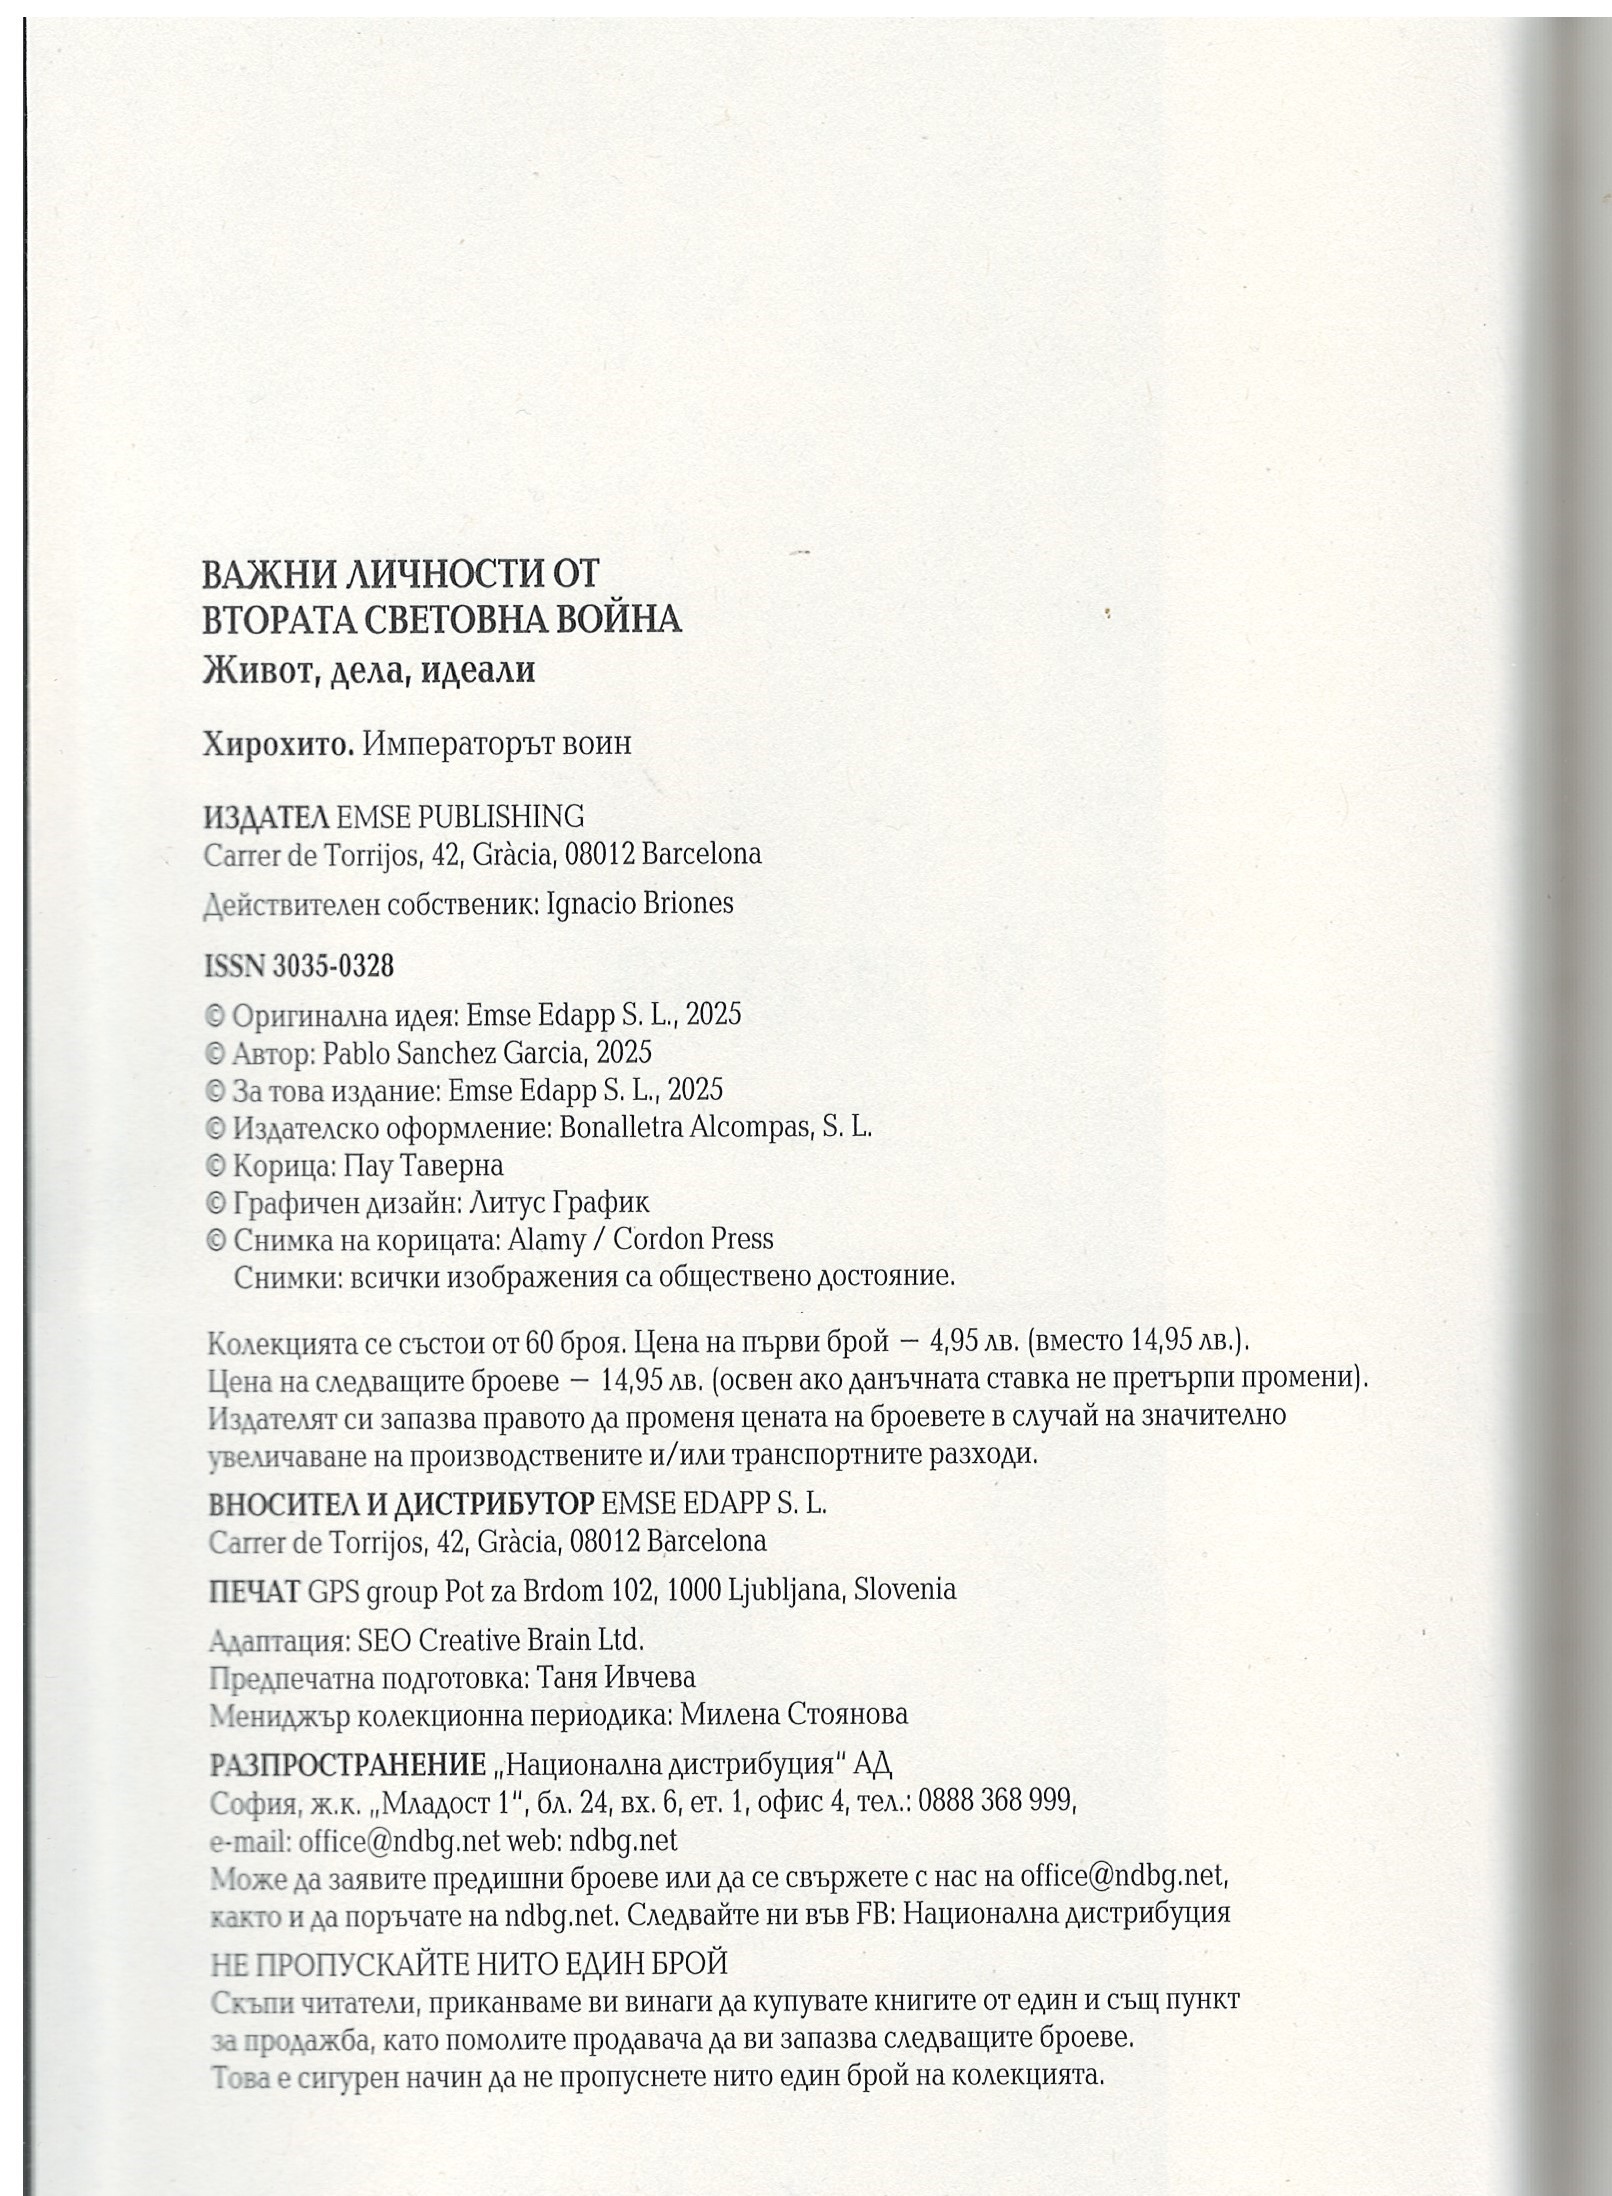 ВАЖНИ ЛИЧНОСТИ ОТ
ВТОРАТА СВЕТОВНА ВОЙНА
Живот, дела, идеали
Хирохито. Императорът воин
ИЗДАТЕЛ EMSE PUBLISHING
Carrer de Torrijos, 42, Gràcia, 08012 Barcelona
Действителен собственик: Ignacio Briones
ISSN 3035-0328
© Оригинална идея: Emse Edapp S. L., 2025
© Автор: Pablo Sanchez Garcia, 2025
© За това издание: Emse Edapp S. L., 2025
© Издателско оформление: Bonalletra Alcompas, S. L.
© Корица: Пау Таверна
© Графичен дизайн: Литус График
© Снимка на корицата: Alamy / Cordon Press
Снимки: всички изображения са обществено достояние.
Колекцията се състои от 60 броя. Цена на първи брой – 4,95 лв. (вместо 14,95 лв.).
Цена на следващите броеве – 14,95 лв. (освен ако данъчната ставка не претърпи промени).
Издателят си запазва правото да променя цената на броевете в случай на значително
увеличаване на производствените и/или транспортните разходи.
ВНОСИТЕЛ И ДИСТРИБУТОР EMSE EDAPP S. L.
Carrer de Torrijos, 42, Gràcia, 08012 Barcelona
ПЕЧАТ GPS group Pot za Brdom 102, 1000 Ljubljana, Slovenia
Адаптация: SEO Creative Brain Ltd.
Предпечатна подготовка: Таня Ивчева
Мениджър колекционна периодика: Милена Стоянова
РАЗПРОСТРАНЕНИЕ „Национална дистрибуция“ АД
София, ж.к. „Младост 1“, бл. 24, вх. 6, ет. 1, офис 4, тел.: 0888 368 999,
e-mail: office@ndbg.net web: ndbg.net
Може да заявите предишни броеве или да се свържете с нас на office@ndbg.net,
както и да поръчате на ndbg.net. Следвайте ни във FB: Национална дистрибуция
НЕ ПРОПУСКАЙТЕ НИТО ЕДИН БРОЙ
Скъпи читатели, приканваме ви винаги да купувате книгите от един и същ пункт
за продажба, като помолите продавача да ви запазва следващите броеве.
Това е сигурен начин да не пропуснете нито един брой на колекцията.